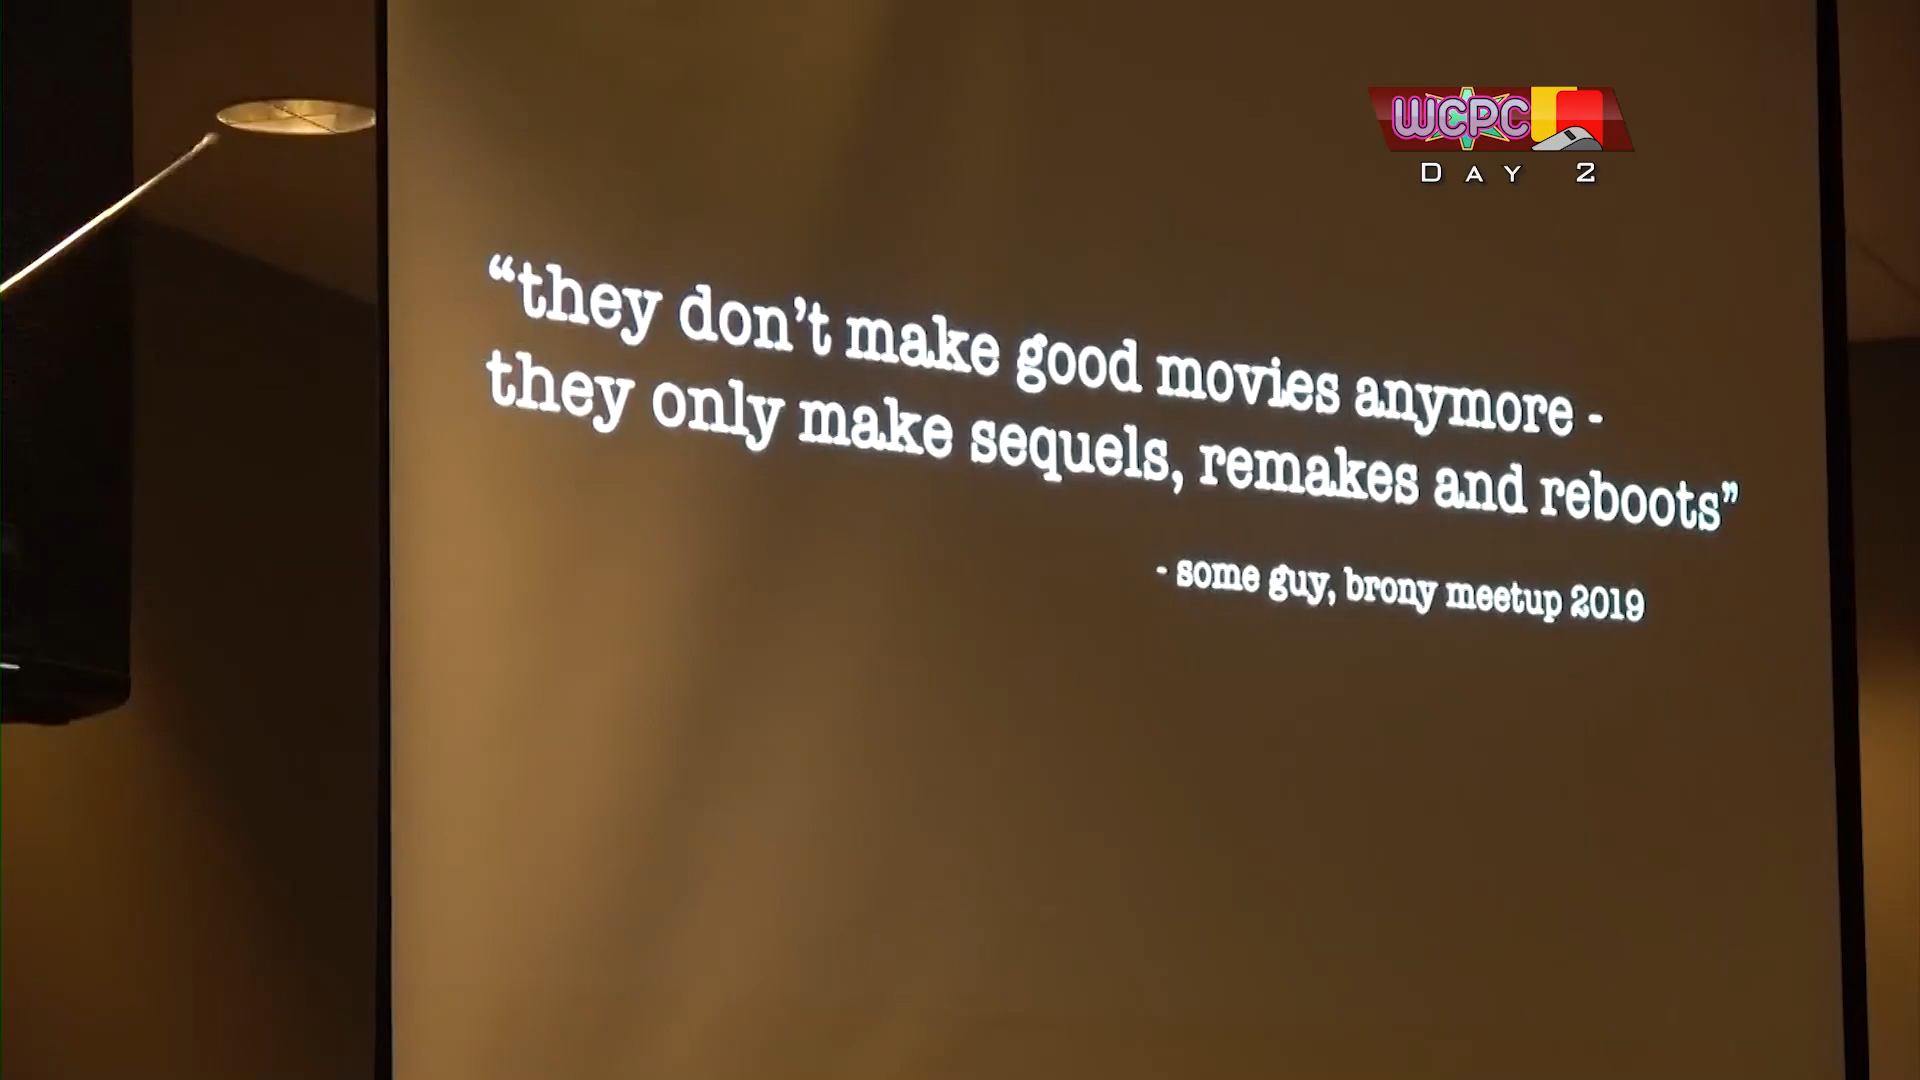 WCPC
Day 2
“they don’t make good movies anymore -
they only make sequels, remakes and reboots”
- some guy, brony meetup 2019